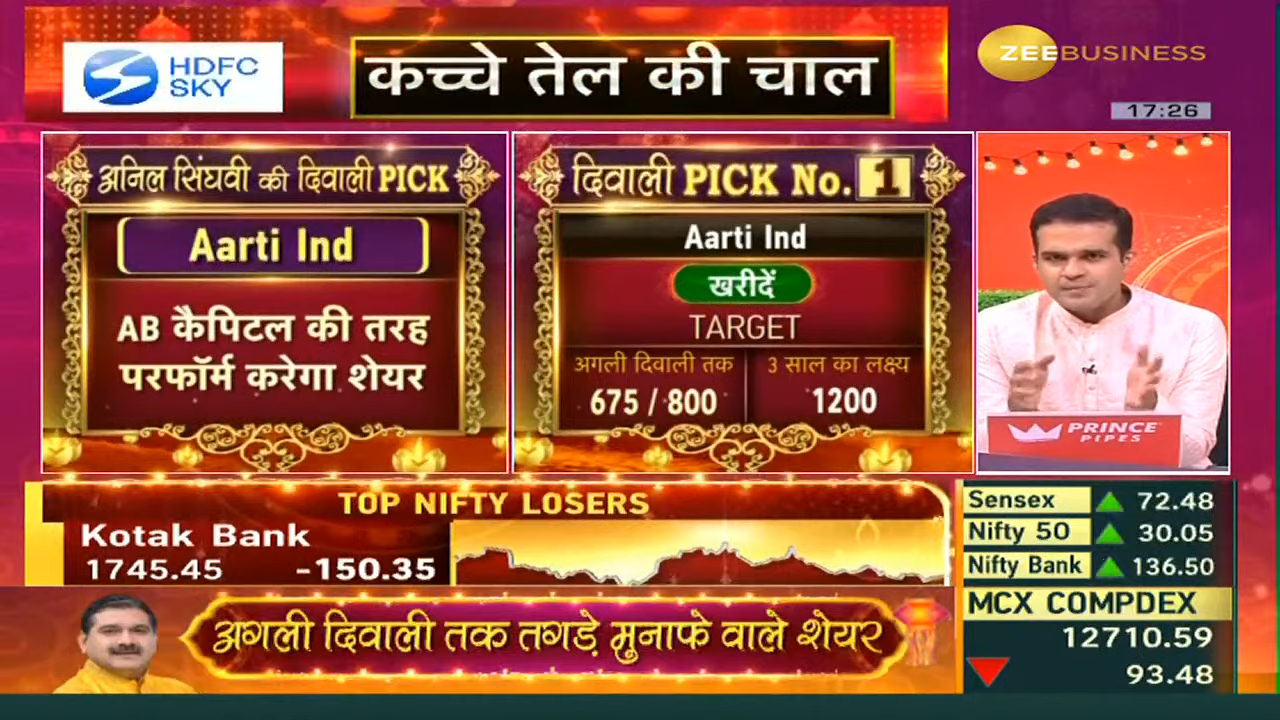 HDFC
SKY
कच्चे तेल की चाल
ZEEBUSINESS
17:26
अनिल सिंघवी की दिवाली PICK
Aarti Ind
AB कैपिटल की तरह
परफॉर्म करेगा शेयर
दिवाली PICK No. 1
Aarti Ind
खरीदें
TARGET
अगली दिवाली तक
675 / 800
3 साल का लक्ष्य
1200
PRINCE
PIPES
TOP NIFTY LOSERS
Kotak Bank
1745.45 -150.35
Sensex 72.48
Nifty 50 30.05
Nifty Bank 136.50
MCX COMPDEX
12710.59
93.48
अगली दिवाली तक तगड़े मुनाफे वाले शेयर